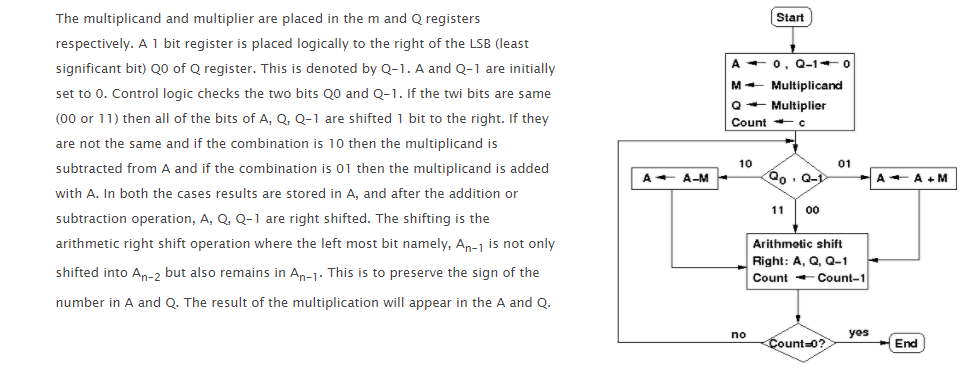 The multiplicand and multiplier are placed in the m and Q registers
respectively. A 1 bit register is placed logically to the right of the LSB (least
significant bit) Q0 of Q register. This is denoted by Q-1. A and Q-1 are initially
set to 0. Control logic checks the two bits Q0 and Q-1. If the twi bits are same
(00 or 11) then all of the bits of A, Q, Q-1 are shifted 1 bit to the right. If they
are not the same and if the combination is 10 then the multiplicand is
subtracted from A and if the combination is 01 then the multiplicand is added
with A. In both the cases results are stored in A, and after the addition or
subtraction operation, A, Q, Q-1 are right shifted. The shifting is the
arithmetic right shift operation where the left most bit namely, An-1 is not only
shifted into An-2 but also remains in An-1. This is to preserve the sign of the
number in A and Q. The result of the multiplication will appear in the A and Q.
Start
A ← 0, Q-1 ← 0
M ← Multiplicand
Q ← Multiplier
Count ← c
10
01
A ← A-M
Q0, Q-1
A ← A + M
11 00
Arithmetic shift
Right: A, Q, Q-1
Count ← Count-1
no
yes
Count=0?
End